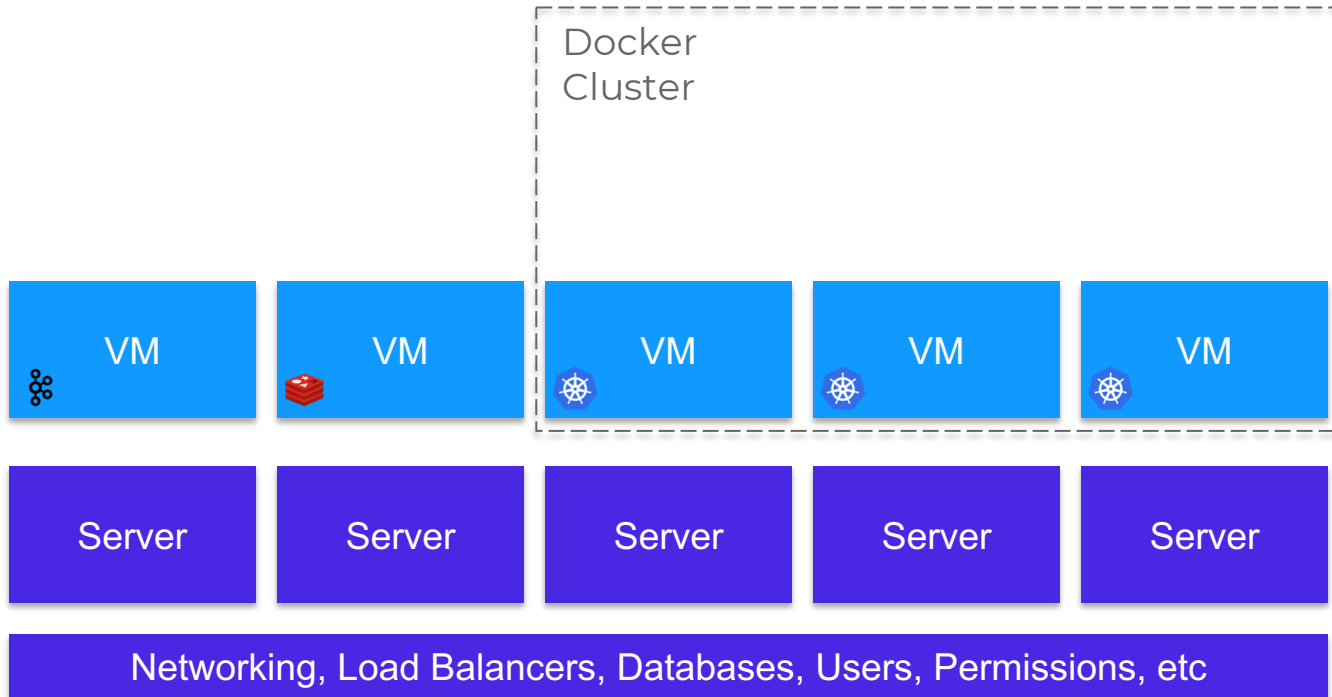 Docker
Cluster
VM
VM
VM
VM
VM
Server
Server
Server
Server
Server
Networking, Load Balancers, Databases, Users, Permissions, etc